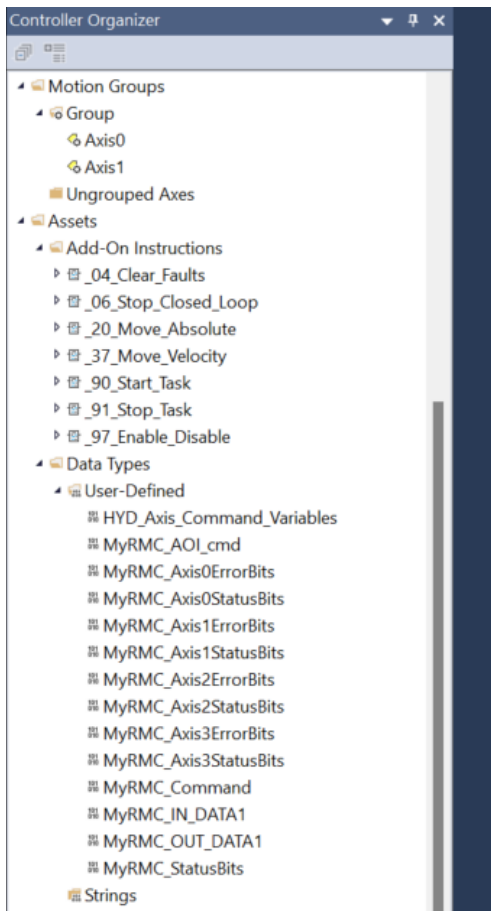 Controller Organizer
Motion Groups
Group
Axis0
Axis1
Ungrouped Axes
Assets
Add-On Instructions
_04_Clear_Faults
_06_Stop_Closed_Loop
_20_Move_Absolute
_37_Move_Velocity
_90_Start_Task
_91_Stop_Task
_97_Enable_Disable
Data Types
User-Defined
HYD_Axis_Command_Variables
MyRMC_AOI_cmd
MyRMC_Axis0ErrorBits
MyRMC_Axis0StatusBits
MyRMC_Axis1ErrorBits
MyRMC_Axis1StatusBits
MyRMC_Axis2ErrorBits
MyRMC_Axis2StatusBits
MyRMC_Axis3ErrorBits
MyRMC_Axis3StatusBits
MyRMC_Command
MyRMC_IN_DATA1
MyRMC_OUT_DATA1
MyRMC_StatusBits
Strings